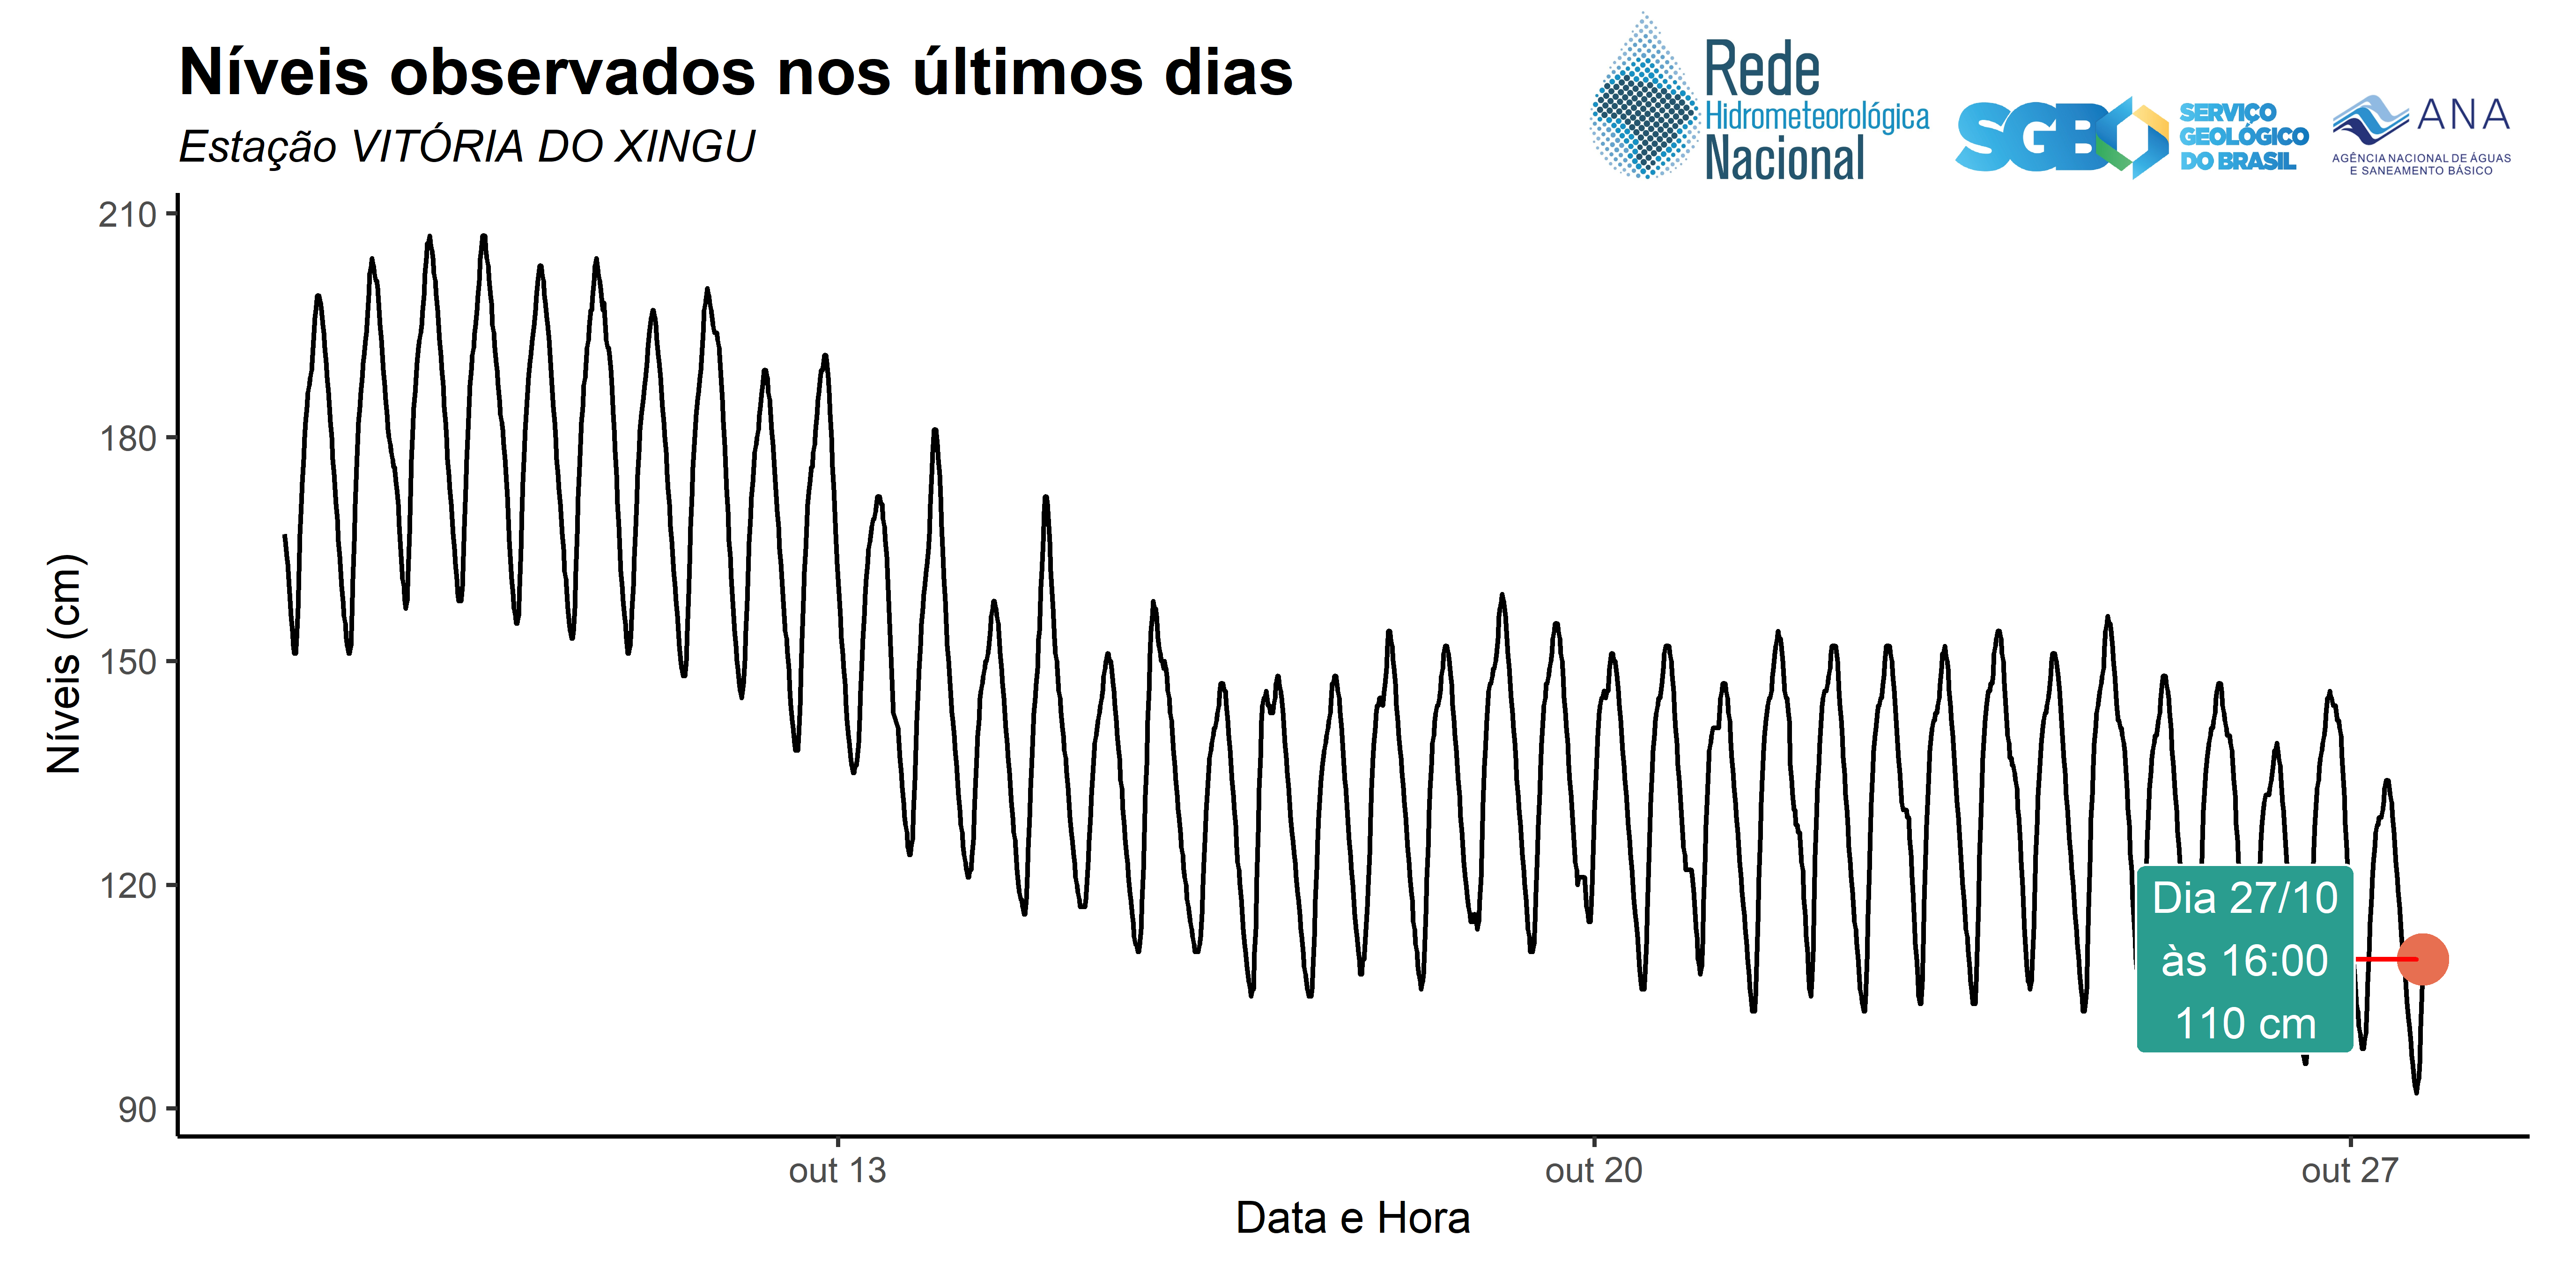 Níveis observados nos últimos dias
Estação VITÓRIA DO XINGU
Rede
Hidrometeorológica
Nacional
SGB
SERVIÇO
GEOLÓGICO
DO BRASIL
ANA
AGÊNCIA NACIONAL DE ÁGUAS
E SANEAMENTO BÁSICO
Níveis (cm)
210
180
150
120
90
Dia 27/10
às 16:00
110 cm
out 13
out 20
out 27
Data e Hora